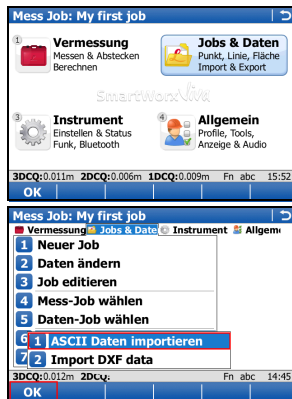 Mess Job: My first job
1 Vermessung
Messen & Abstecken
Berechnen
Jobs & Daten
Punkt, Linie, Fläche
Import & Export
SmartWorx Viva
3 Instrument
Einstellen & Status
Funk, Bluetooth
4 Allgemein
Profile, Tools,
Anzeige & Audio
3DCQ:0.011m 2DCQ:0.006m 1DCQ:0.009m Fn abc 15:52
OK
Mess Job: My first job
Vermessung Jobs & Date Instrument Allgeme
1 Neuer Job
2 Daten ändern
3 Job editieren
4 Mess-Job wählen
5 Daten-Job wählen
6 1 ASCII Daten importieren
7 2 Import DXF data
3DCQ:0.012m 2DCQ: Fn abc 14:45
OK